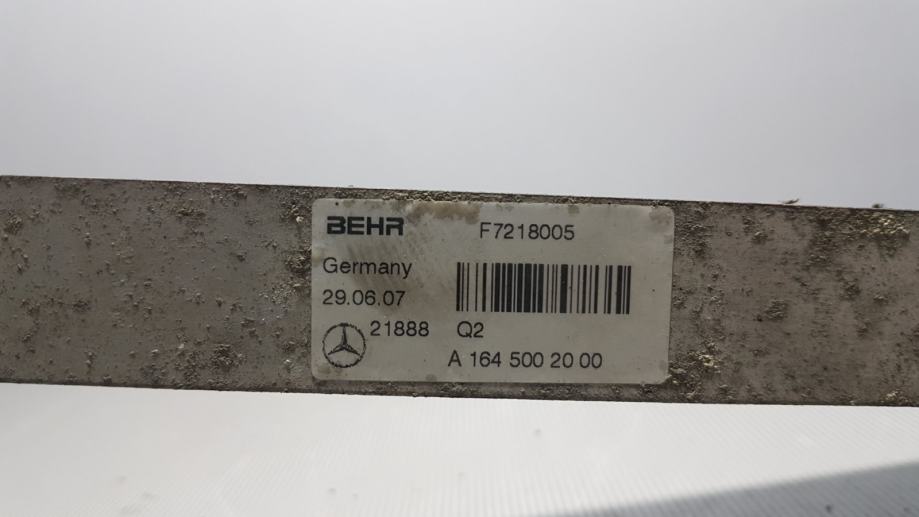 BEHR F7218005
Germany
29.06.07
21888 Q2
A 164 500 20 00